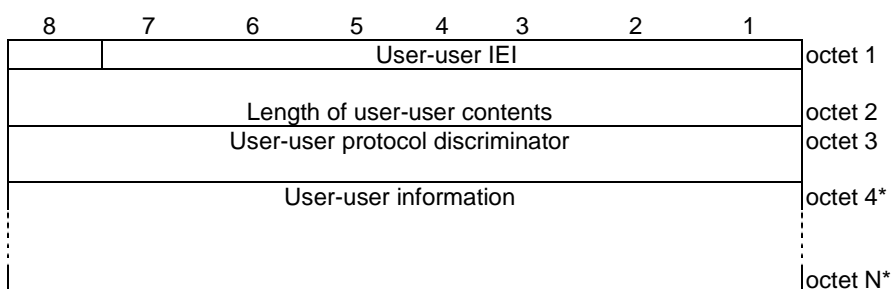 8 7 6 5 4 3 2 1
User-user IEI octet 1
Length of user-user contents octet 2
User-user protocol discriminator octet 3
User-user information octet 4*
octet N*